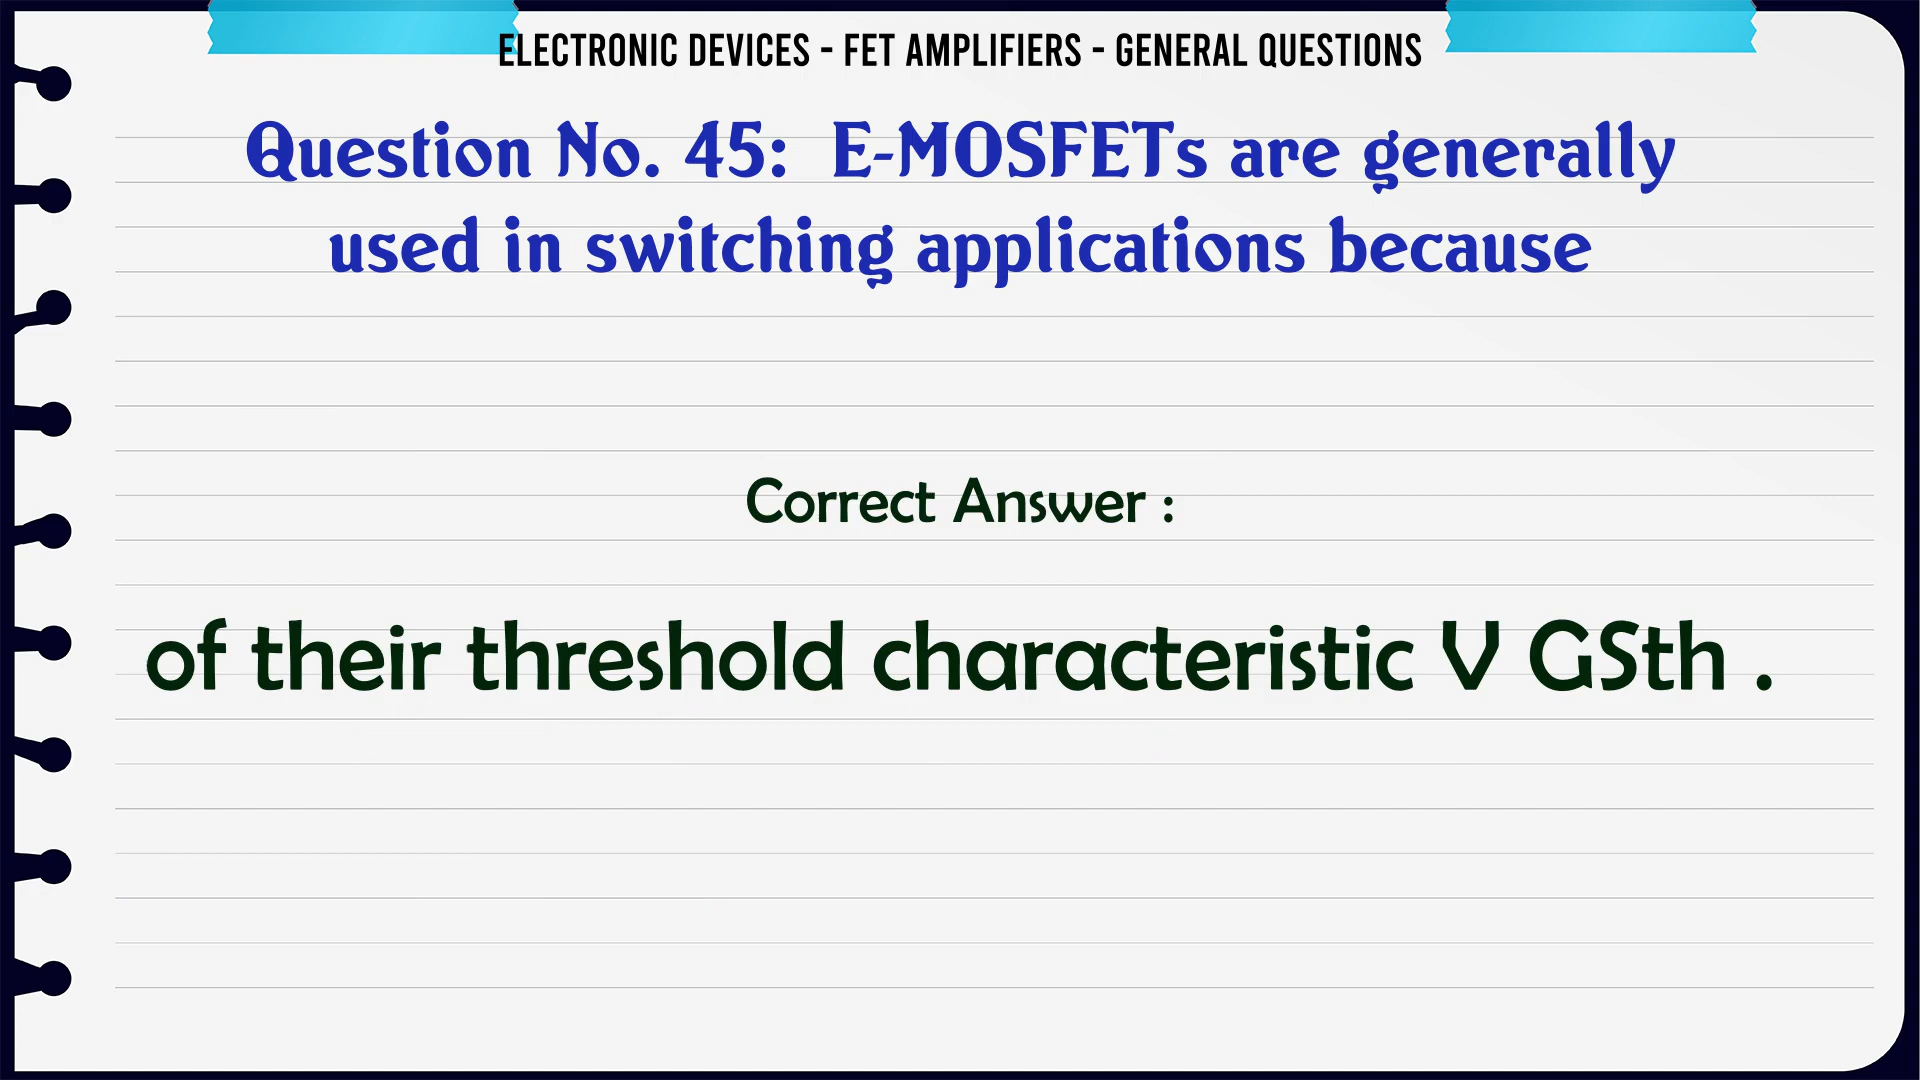 ELECTRONIC DEVICES - FET AMPLIFIERS - GENERAL QUESTIONS
Question No. 45: E-MOSFETs are generally
used in switching applications because
Correct Answer :
of their threshold characteristic V GSth .